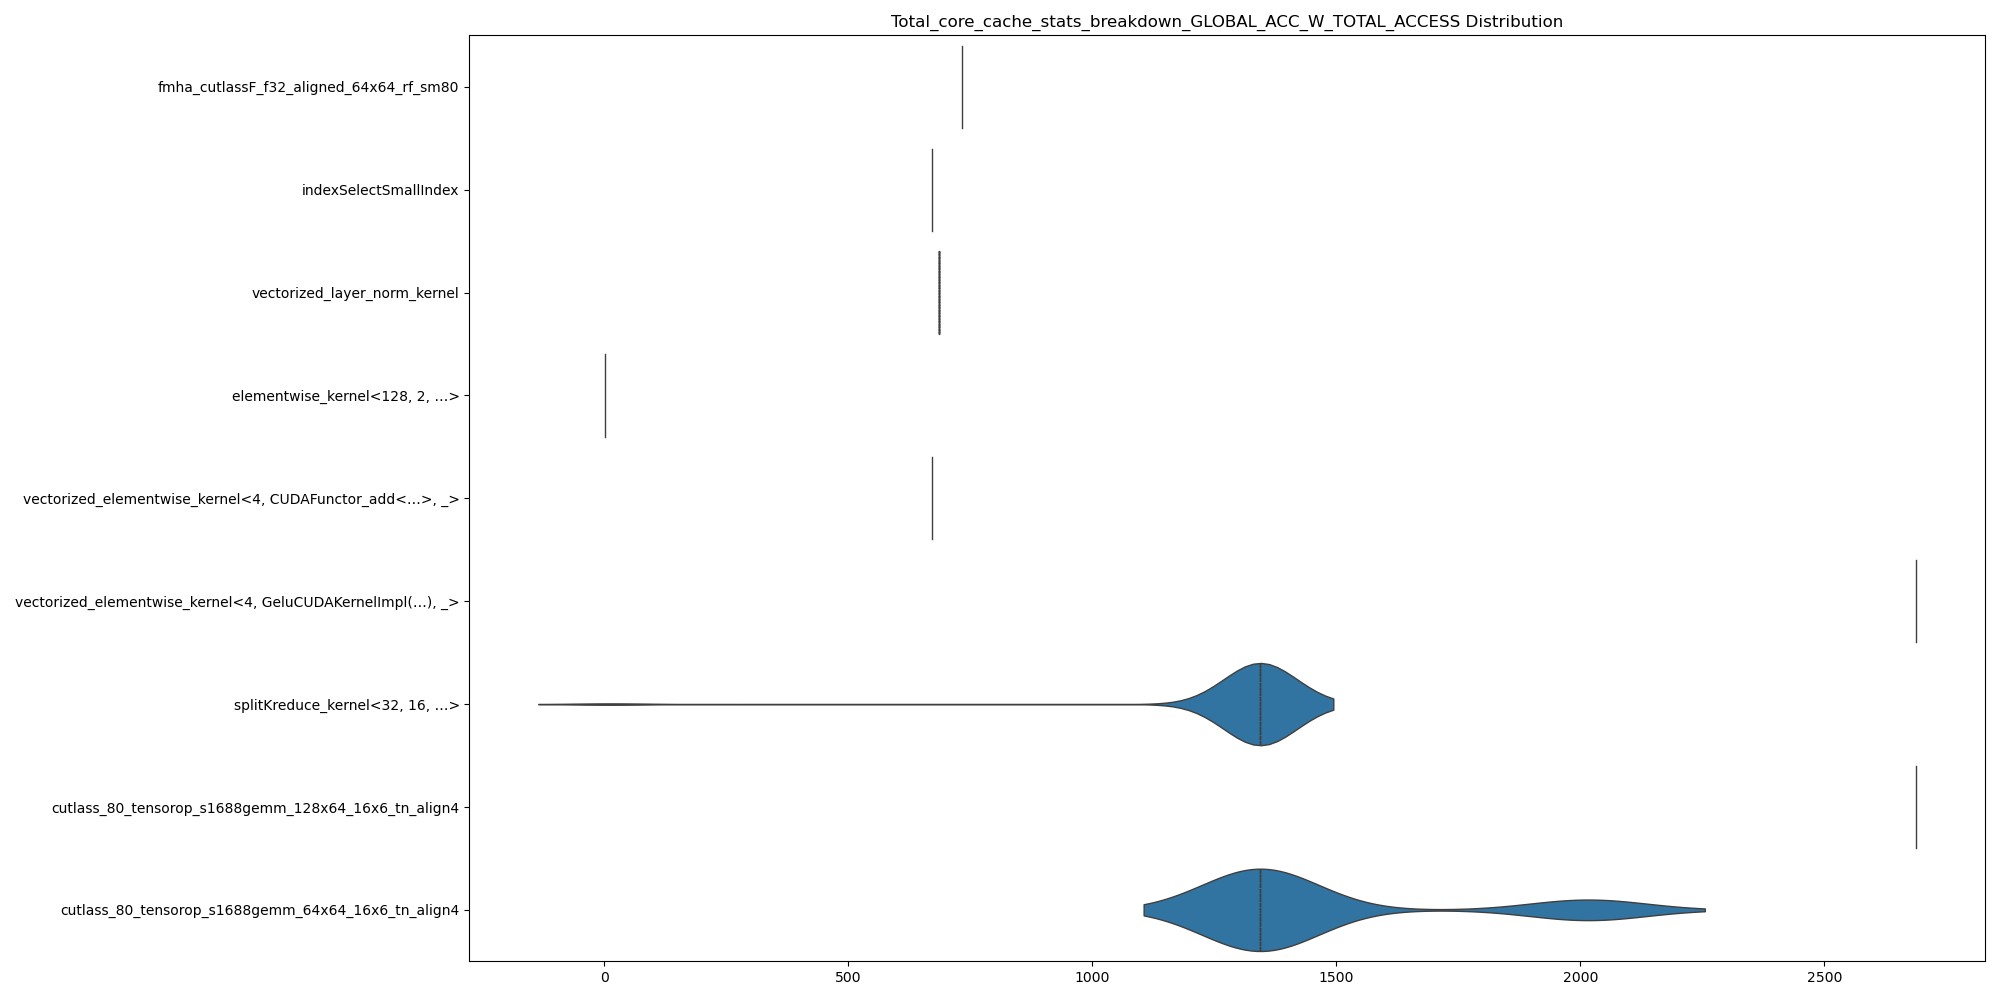 Total_core_cache_stats_breakdown_GLOBAL_ACC_W_TOTAL_ACCESS Distribution
fmha_cutlassF_f32_aligned_64x64_rf_sm80
indexSelectSmallIndex
vectorized_layer_norm_kernel
elementwise_kernel<128, 2, ...>
vectorized_elementwise_kernel<4, CUDAFunctor_add<...>, _>
vectorized_elementwise_kernel<4, GeluCUDAKernelImpl(...), _>
splitKreduce_kernel<32, 16, ...>
cutlass_80_tensorop_s1688gemm_128x64_16x6_tn_align4
cutlass_80_tensorop_s1688gemm_64x64_16x6_tn_align4
0 500 1000 1500 2000 2500